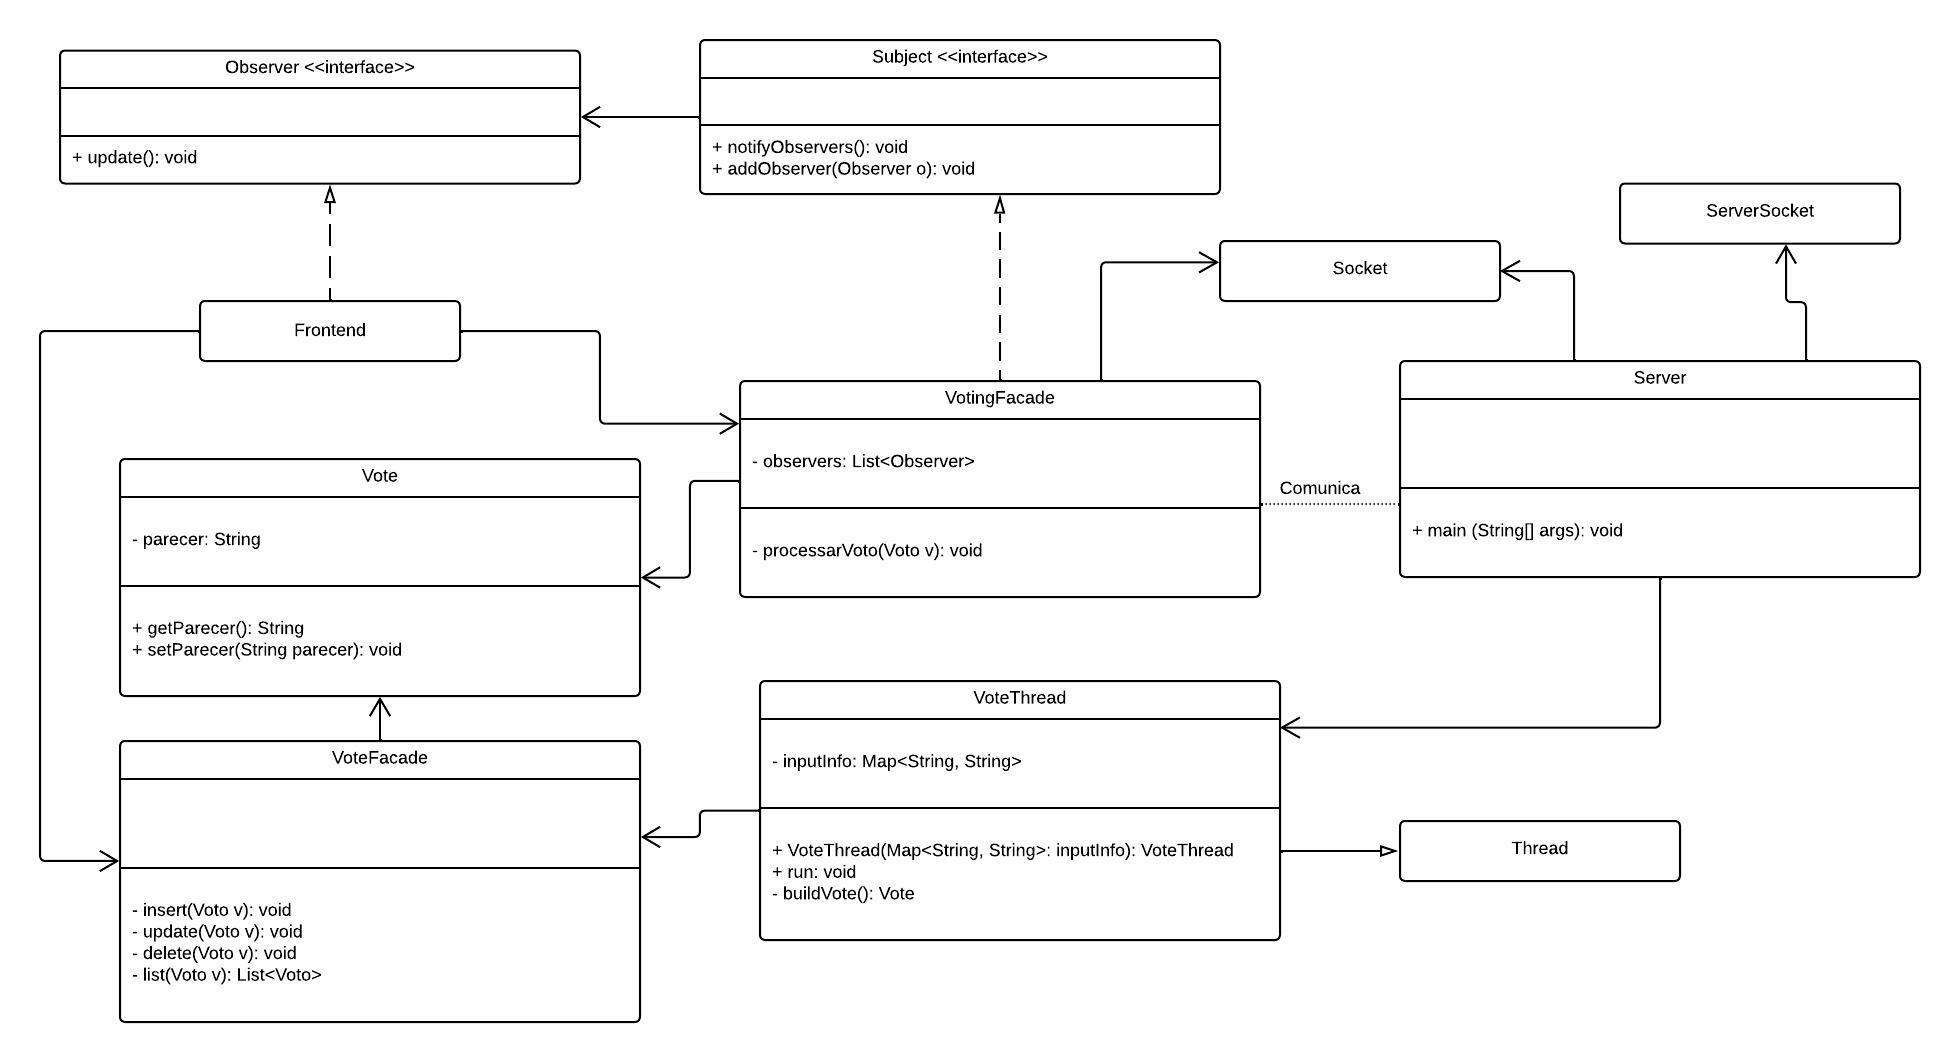 Observer <<interface>>
+ update(): void
Subject <<interface>>
+ notifyObservers(): void
+ addObserver(Observer o): void
ServerSocket
Socket
Frontend
VotingFacade
- observers: List<Observer>
- processarVoto(Voto v): void
Comunica
Server
+ main (String[] args): void
Vote
- parecer: String
+ getParecer(): String
+ setParecer(String parecer): void
VoteThread
- inputInfo: Map<String, String>
+ VoteThread(Map<String, String>: inputInfo): VoteThread
+ run: void
- buildVote(): Vote
Thread
VoteFacade
- insert(Voto v): void
- update(Voto v): void
- delete(Voto v): void
- list(Voto v): List<Voto>